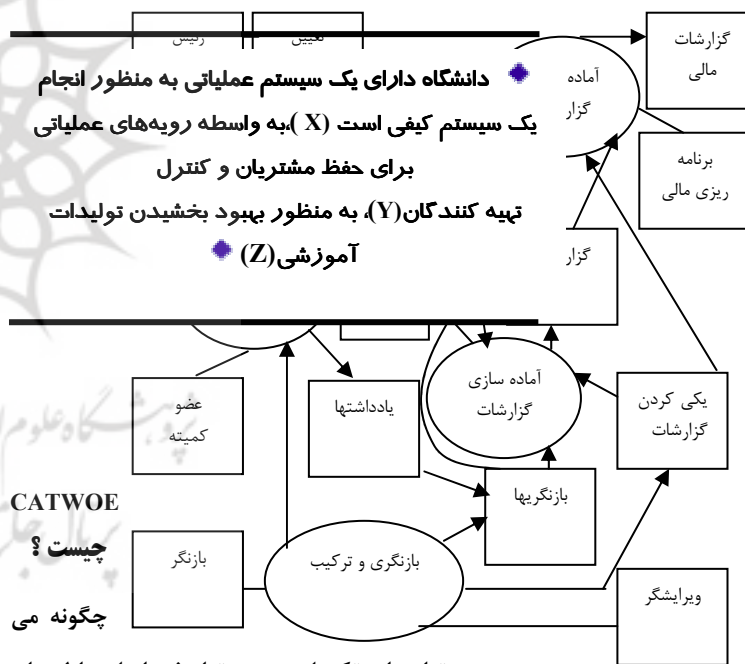 رئیس
تعیین
گزارشات
مالی
آماده
گزار
برنامه
ریزی مالی
دانشگاه دارای یک سیستم عملیاتی به منظور انجام
یک سیستم کیفی است (X )،به واسطه رویه‌های عملیاتی
برای حفظ مشتریان و کنترل
تهیه کنندگان(Y)، به منظور بهبود بخشیدن تولیدات
آموزشی(Z)
گزار
عضو
کمیته
یادداشتها
آماده سازی
گزارشات
یکی کردن
گزارشات
بازنگریها
CATWOE
چیست ؟
بازنگر
بازنگری و ترکیب
ویرایشگر
چگونه می